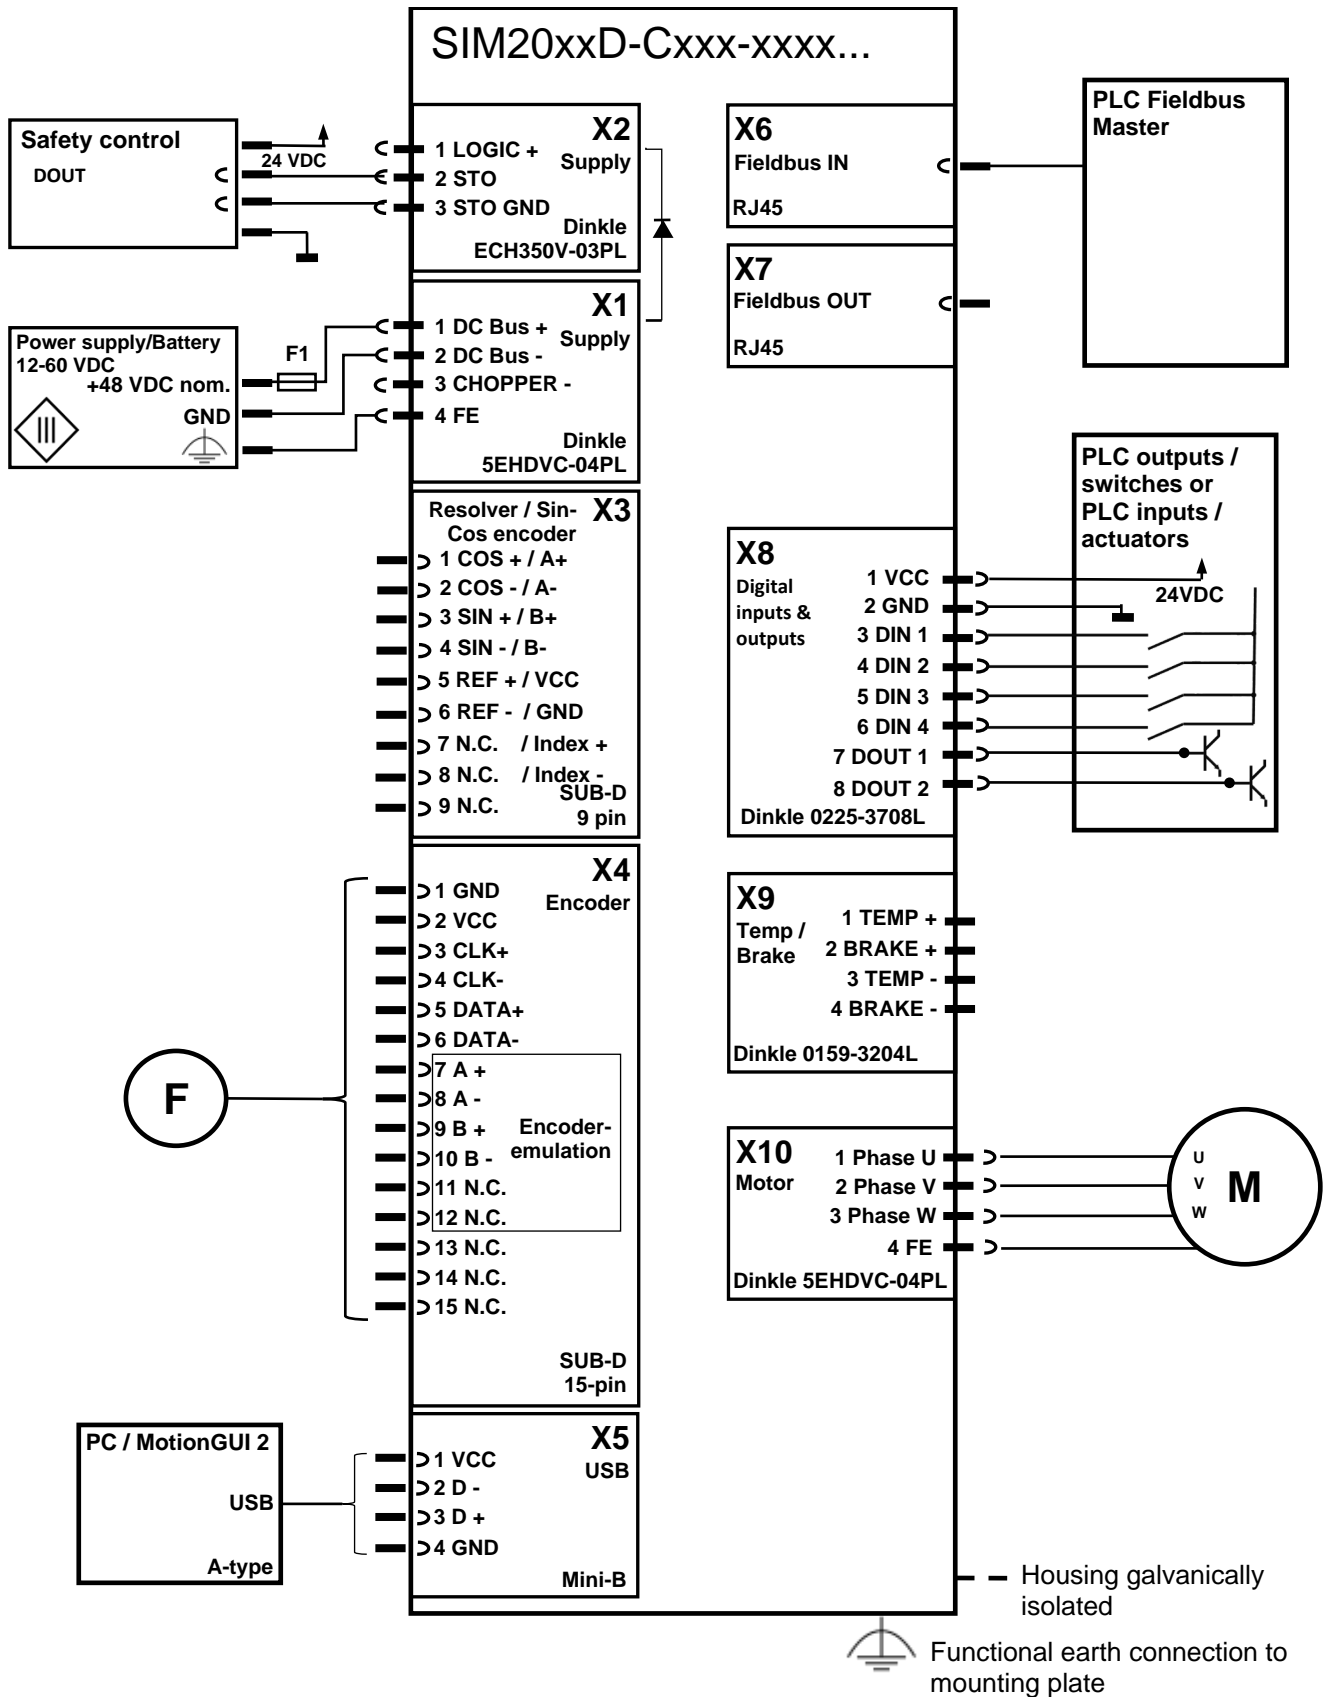 SIM20xxD-Cxxx-xxxx...
Safety control
DOUT
24 VDC
X2
Supply
1 LOGIC +
2 STO
3 STO GND
Dinkle
ECH350V-03PL
Power supply/Battery
12-60 VDC
+48 VDC nom.
GND
F1
X1
Supply
1 DC Bus +
2 DC Bus -
3 CHOPPER -
4 FE
Dinkle
5EHDVC-04PL
Resolver / Sin-
Cos encoder
X3
1 COS + / A+
2 COS - / A-
3 SIN + / B+
4 SIN - / B-
5 REF + / VCC
6 REF - / GND
7 N.C. / Index +
8 N.C. / Index -
9 N.C.
SUB-D
9 pin
F
X4
Encoder
1 GND
2 VCC
3 CLK+
4 CLK-
5 DATA+
6 DATA-
7 A +
8 A -
9 B +
10 B -
11 N.C.
12 N.C.
Encoder-
emulation
13 N.C.
14 N.C.
15 N.C.
SUB-D
15-pin
PC / MotionGUI 2
USB
A-type
X5
USB
1 VCC
2 D -
3 D +
4 GND
Mini-B
X6
Fieldbus IN
RJ45
X7
Fieldbus OUT
RJ45
PLC Fieldbus
Master
X8
Digital
inputs &
outputs
1 VCC
2 GND
3 DIN 1
4 DIN 2
5 DIN 3
6 DIN 4
7 DOUT 1
8 DOUT 2
Dinkle 0225-3708L
PLC outputs /
switches or
PLC inputs /
actuators
24VDC
X9
Temp /
Brake
1 TEMP +
2 BRAKE +
3 TEMP -
4 BRAKE -
Dinkle 0159-3204L
X10
Motor
1 Phase U
2 Phase V
3 Phase W
4 FE
Dinkle 5EHDVC-04PL
U
V
W
M
Housing galvanically
isolated
Functional earth connection to
mounting plate